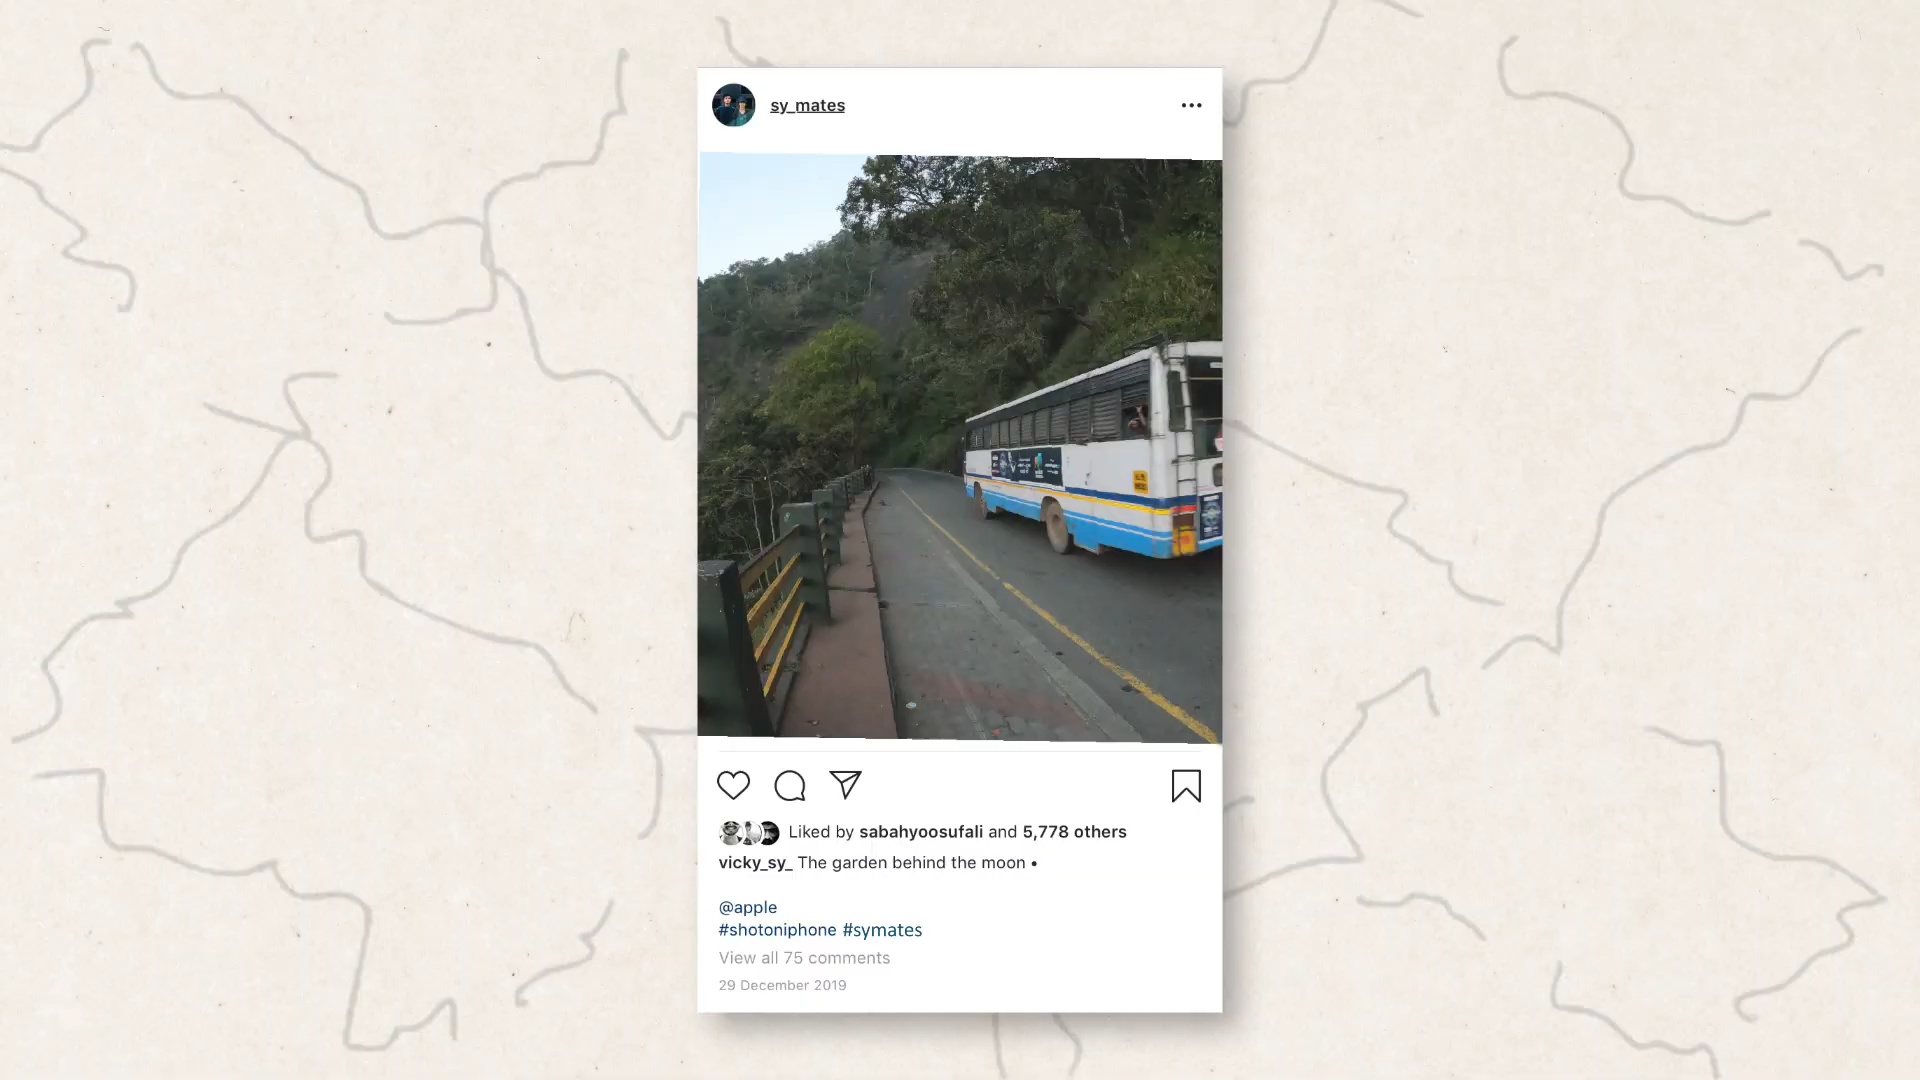 sy_mates
Liked by sabahyoosufali and 5,778 others
vicky_sy_ The garden behind the moon •
@apple
#shotoniphone #symates
View all 75 comments
29 December 2019